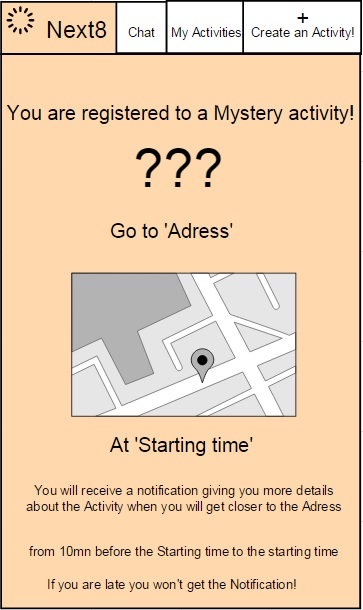 Next8
Chat
My Activities
+
Create an Activity!
You are registered to a Mystery activity!
???
Go to 'Adress'
At 'Starting time'
You will receive a notification giving you more details
about the Activity when you will get closer to the Adress
from 10mn before the Starting time to the starting time
If you are late you won't get the Notification!